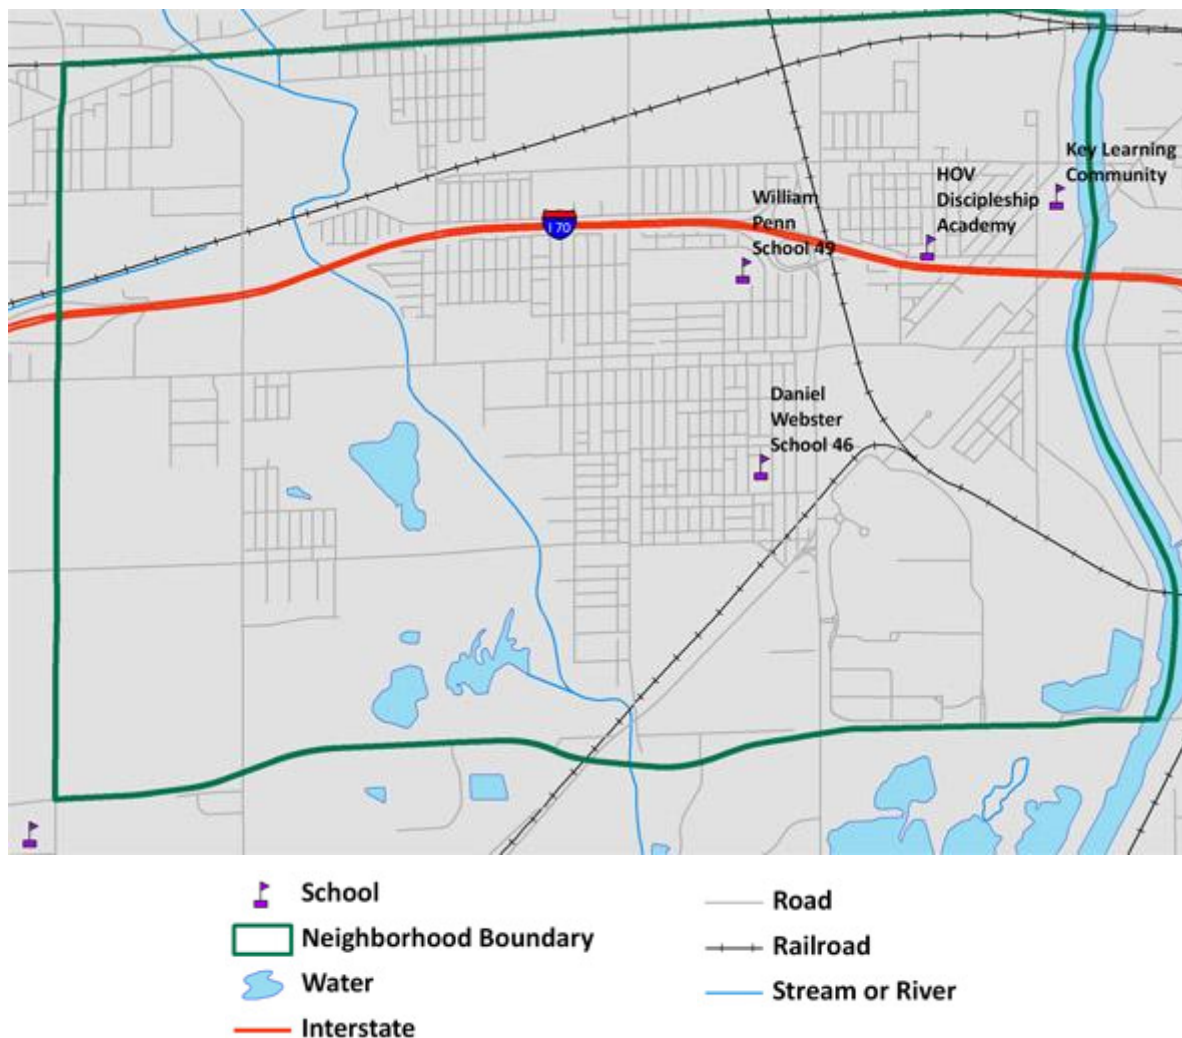 Key Learning
Community
HOV
Discipleship
Academy
William
Penn
School 49
I 70
Daniel
Webster
School 46
School
Neighborhood Boundary
Water
Interstate
Road
Railroad
Stream or River